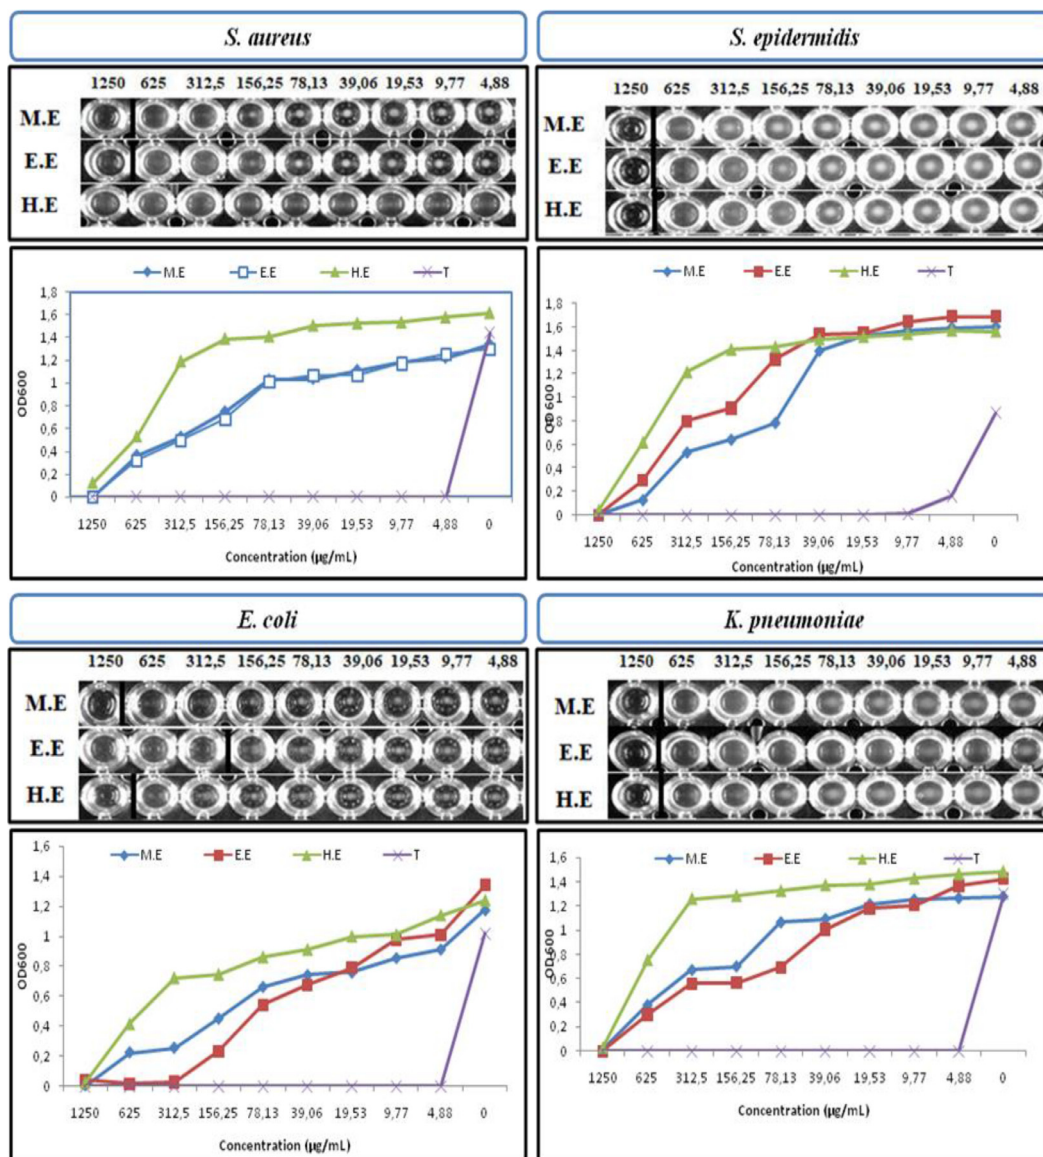 S. aureus
1250 625 312,5 156,25 78,13 39,06 19,53 9,77 4,88
M.E
E.E
H.E
M.E E.E H.E T
1,8
1,6
1,4
1,2
1
0,8
0,6
0,4
0,2
0
OD600
1250 625 312,5 156,25 78,13 39,06 19,53 9,77 4,88 0
Concentration (µg/mL)
S. epidermidis
1250 625 312,5 156,25 78,13 39,06 19,53 9,77 4,88
M.E
E.E
H.E
M.E E.E H.E T
1,8
1,6
1,4
1,2
1
0,8
0,6
0,4
0,2
0
OD600
1250 625 312,5 156,25 78,13 39,06 19,53 9,77 4,88 0
Concentration (µg/mL)
E. coli
1250 625 312,5 156,25 78,13 39,06 19,53 9,77 4,88
M.E
E.E
H.E
M.E E.E H.E T
1,6
1,4
1,2
1
0,8
0,6
0,4
0,2
0
OD600
1250 625 312,5 156,25 78,13 39,06 19,53 9,77 4,88 0
Concentration (µg/mL)
K. pneumoniae
1250 625 312,5 156,25 78,13 39,06 19,53 9,77 4,88
M.E
E.E
H.E
M.E E.E H.E T
1,6
1,4
1,2
1
0,8
0,6
0,4
0,2
0
OD600
1250 625 312,5 156,25 78,13 39,06 19,53 9,77 4,88 0
Concentration (µg/mL)